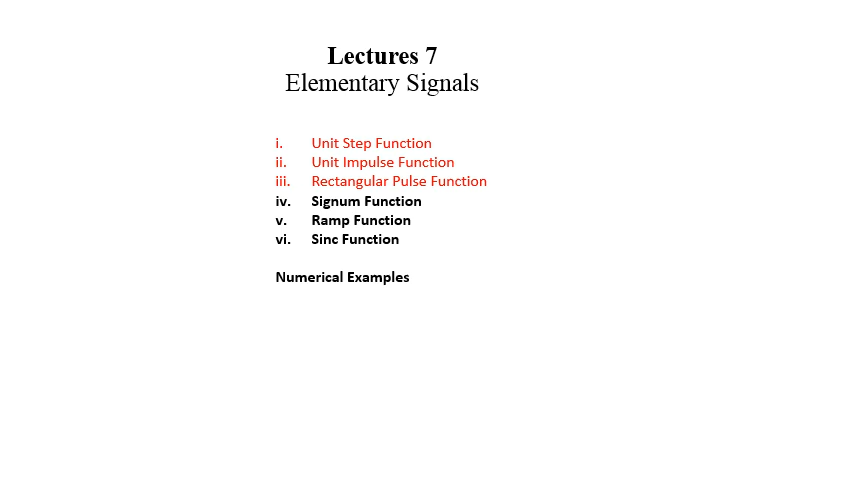 Lectures 7
Elementary Signals
i. Unit Step Function
ii. Unit Impulse Function
iii. Rectangular Pulse Function
iv. Signum Function
v. Ramp Function
vi. Sinc Function
Numerical Examples